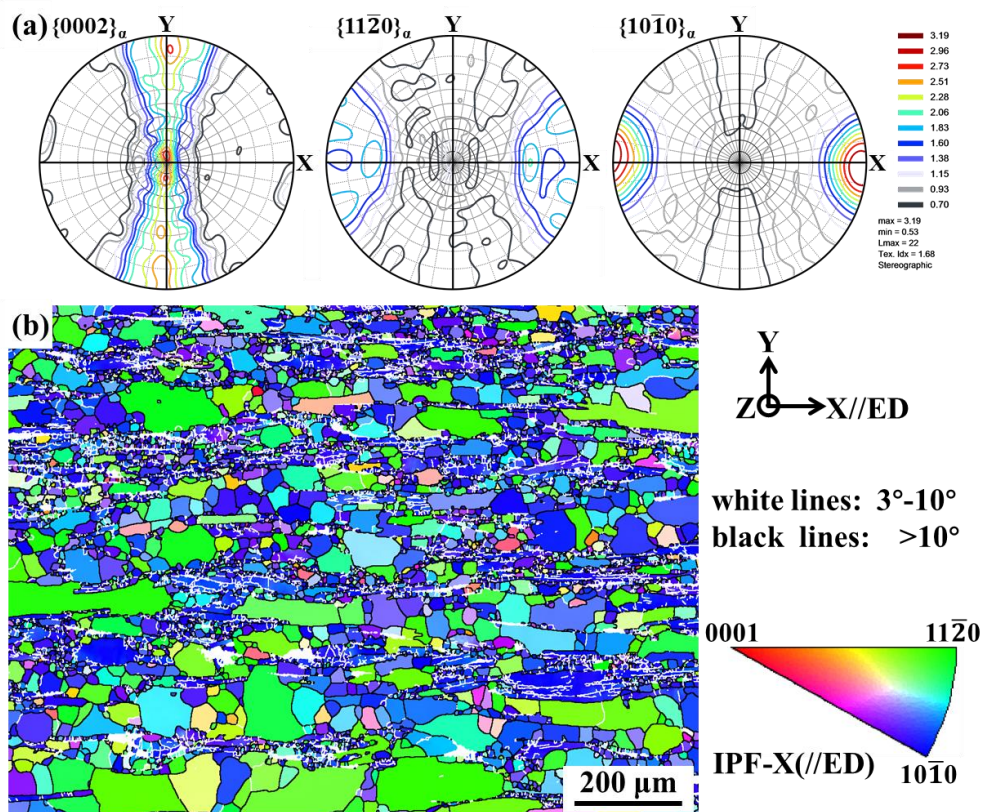 (a) {0002}α Y {112̄0}α Y {101̄0}α Y
X X X
3.19
2.96
2.73
2.51
2.28
2.06
1.83
1.60
1.38
1.15
0.93
0.70
max = 3.19
min = 0.53
Lmax = 22
Tex. Idx = 1.68
Stereographic
(b)
Y
Z X//ED
white lines: 3°-10°
black lines: >10°
0001 112̄0
IPF-X(//ED)
101̄0
200 μm